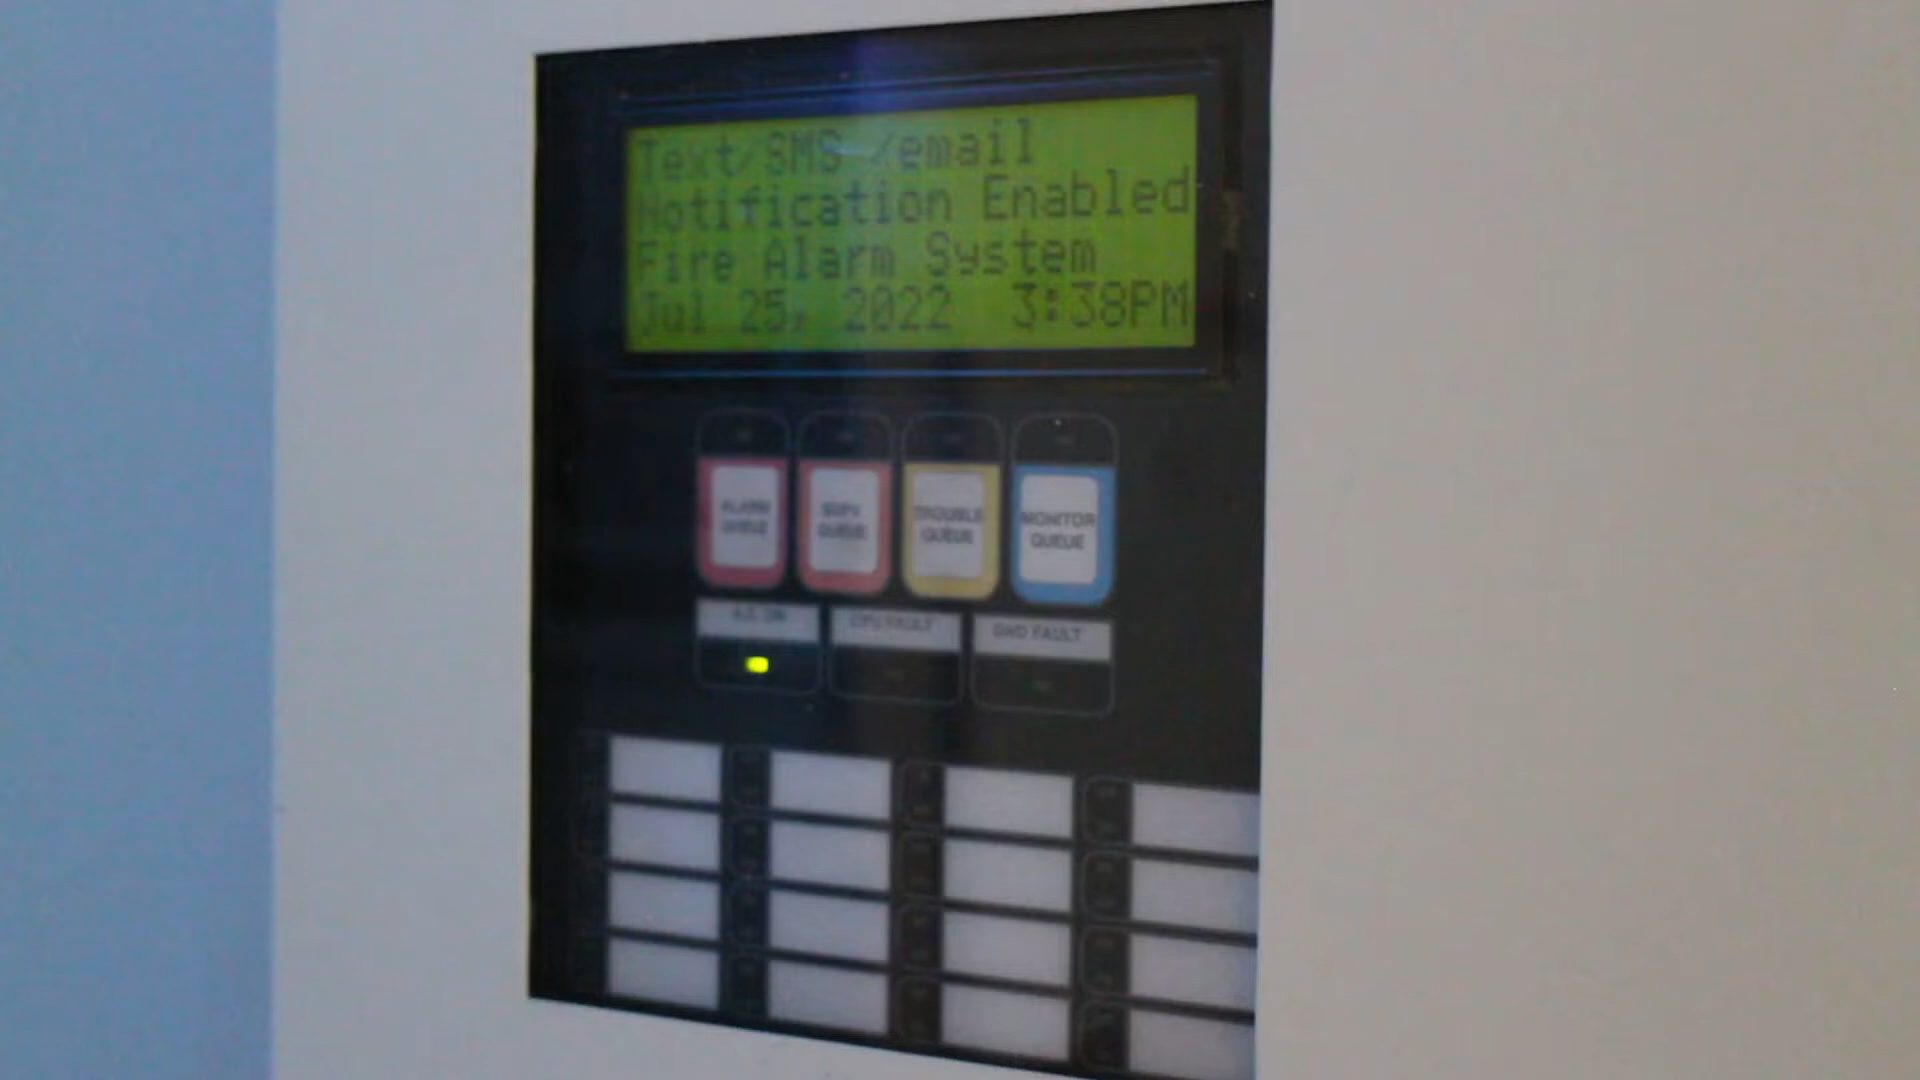 Text/SMS /email
Notification Enabled
Fire Alarm System
Jul 25, 2022 3:38PM
ALARM
QUEUE
SUPV
QUEUE
TROUBLE
QUEUE
MONITOR
QUEUE
A.C. ON
CPU FAULT
GND FAULT